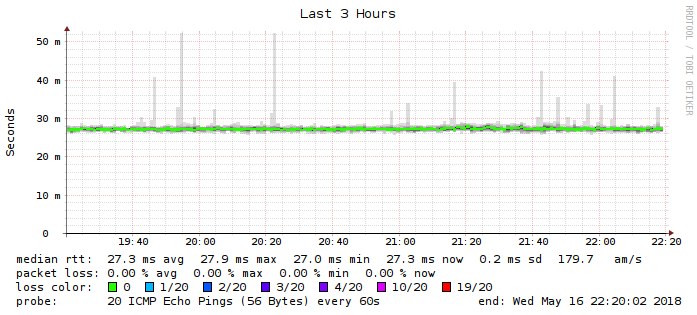 Last 3 Hours
RRDTOOL / TOBI OETIKER
Seconds
50 m
40 m
30 m
20 m
10 m
0
19:40 20:00 20:20 20:40 21:00 21:20 21:40 22:00 22:20
median rtt: 27.3 ms avg 27.9 ms max 27.0 ms min 27.3 ms now 0.2 ms sd 179.7 am/s
packet loss: 0.00 % avg 0.00 % max 0.00 % min 0.00 % now
loss color: 0 1/20 2/20 3/20 4/20 10/20 19/20
probe: 20 ICMP Echo Pings (56 Bytes) every 60s end: Wed May 16 22:20:02 2018